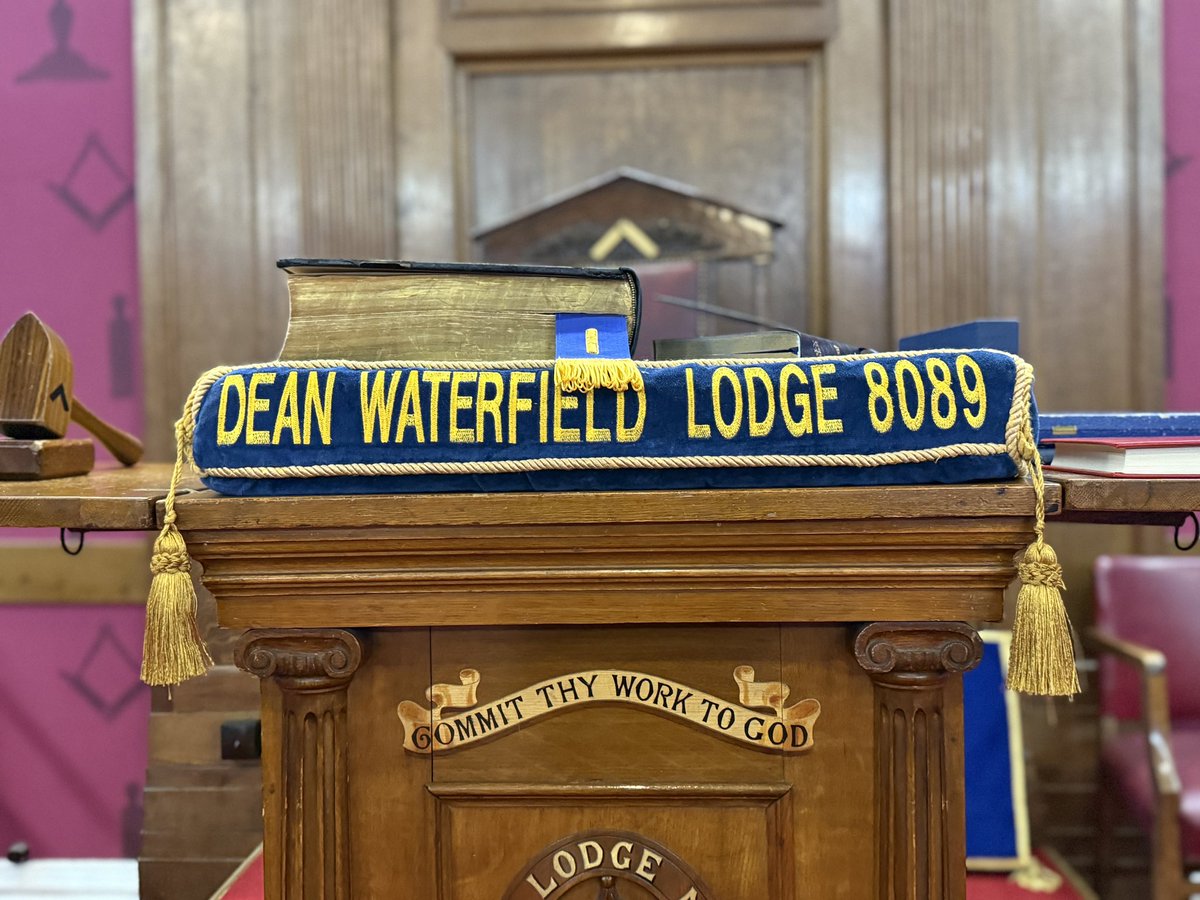 DEAN WATERFIELD LODGE 8089
COMMIT THY WORK TO GOD
LODGE